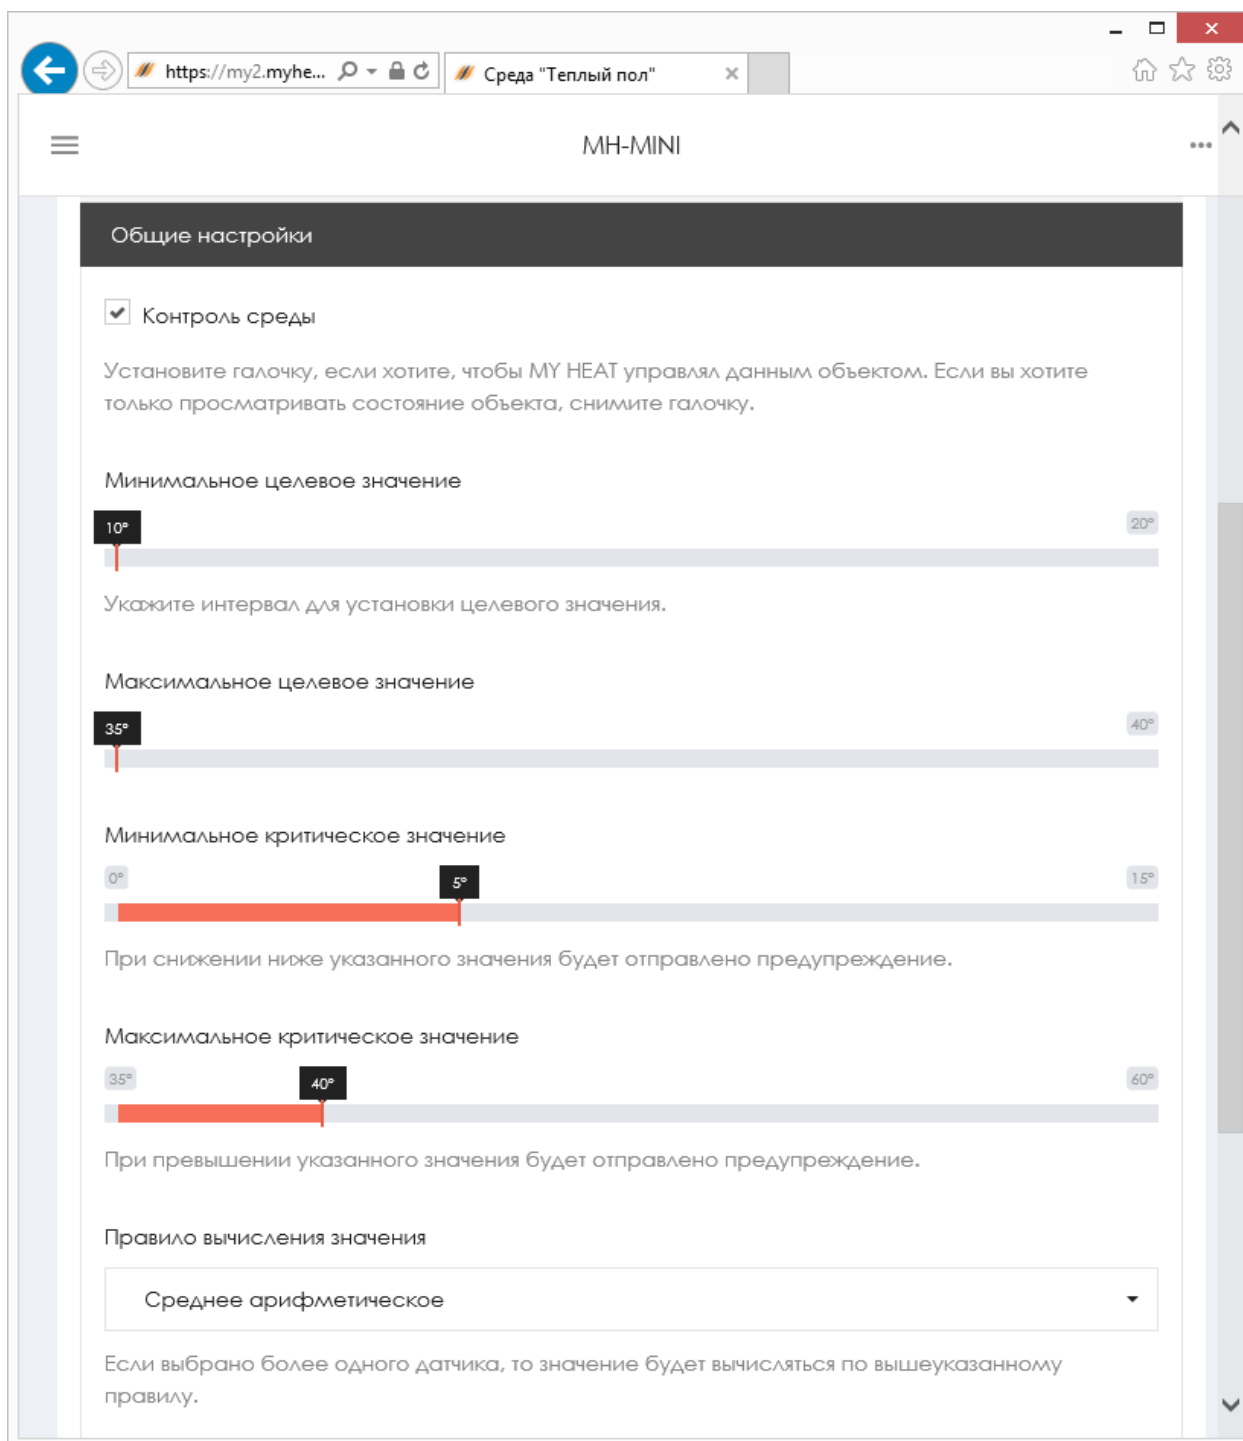 https://my2.myhe...
Среда "Теплый пол"
MH-MINI
Общие настройки
Контроль среды
Установите галочку, если хотите, чтобы MY HEAT управлял данным объектом. Если вы хотите
только просматривать состояние объекта, снимите галочку.
Минимальное целевое значение
10° 20°
Укажите интервал для установки целевого значения.
Максимальное целевое значение
35° 40°
Минимальное критическое значение
0° 5° 15°
При снижении ниже указанного значения будет отправлено предупреждение.
Максимальное критическое значение
35° 40° 60°
При превышении указанного значения будет отправлено предупреждение.
Правило вычисления значения
Среднее арифметическое
Если выбрано более одного датчика, то значение будет вычисляться по вышеуказанному
правилу.